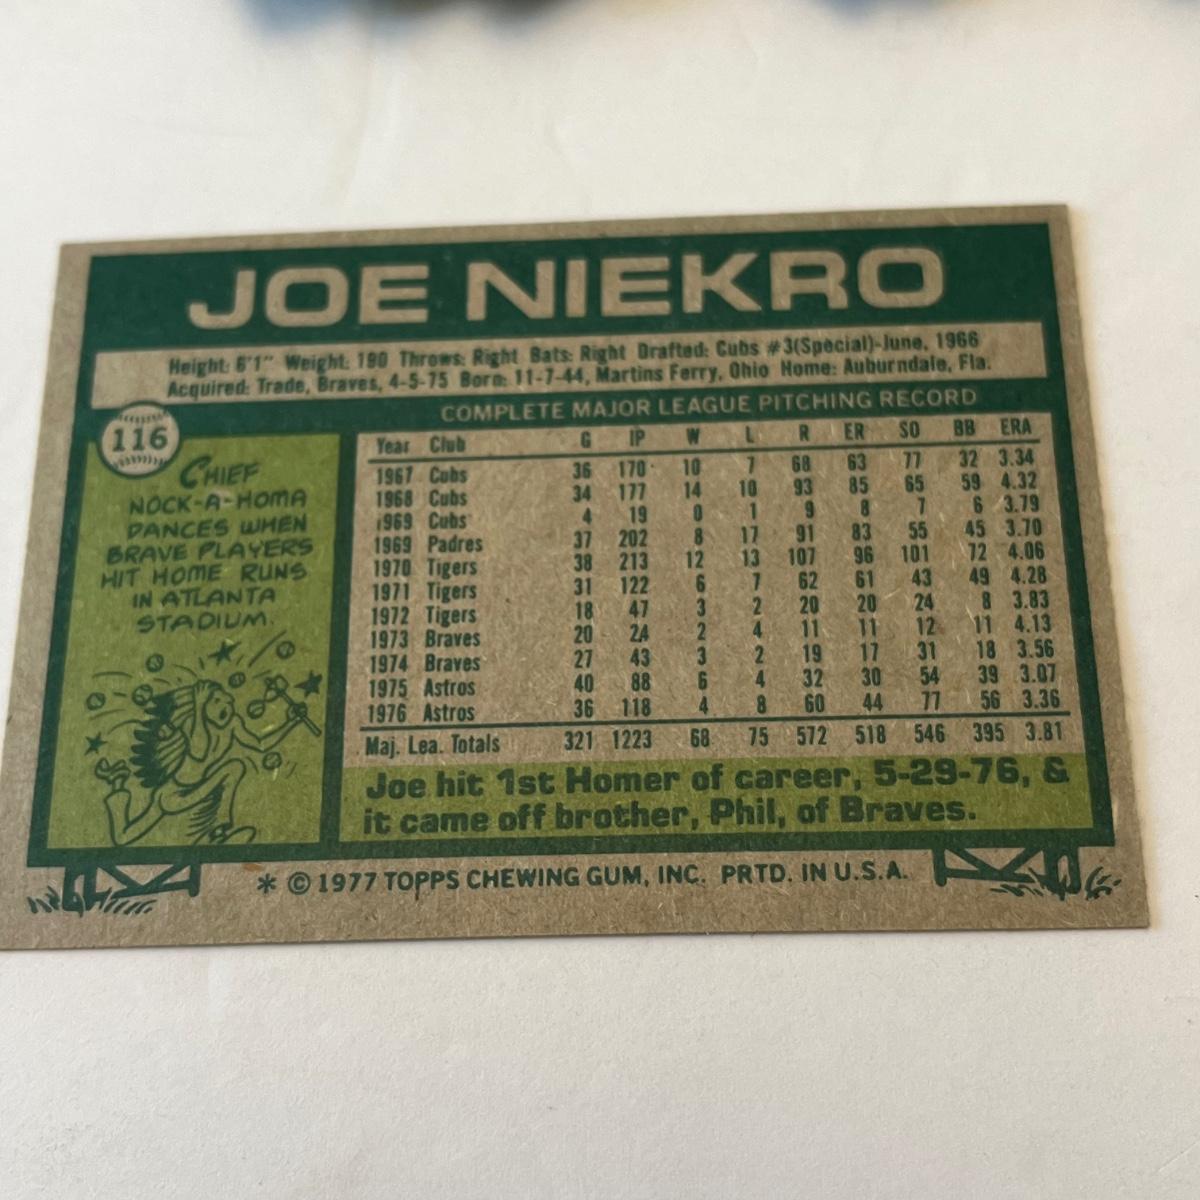 JOE NIEKRO
Height: 6'1" Weight: 190 Throws: Right Bats: Right Drafted: Cubs #3(Special)-June, 1966
Acquired: Trade, Braves, 4-5-75 Born: 11-7-44, Martins Ferry, Ohio Home: Auburndale, Fla.
116
CHIEF
NOCK-A-HOMA
DANCES WHEN
BRAVE PLAYERS
HIT HOME RUNS
IN ATLANTA
STADIUM.
COMPLETE MAJOR LEAGUE PITCHING RECORD
Year Club G IP W L R ER SO BB ERA
1967 Cubs 36 170 10 7 68 63 77 32 3.34
1968 Cubs 34 177 14 10 93 85 65 59 4.32
1969 Cubs 4 19 0 1 9 8 7 6 3.79
1969 Padres 37 202 8 17 91 83 55 45 3.70
1970 Tigers 38 213 12 13 107 96 101 72 4.06
1971 Tigers 31 122 6 7 62 61 43 49 4.28
1972 Tigers 18 47 3 2 20 20 24 8 3.83
1973 Braves 20 24 2 4 11 11 12 11 4.13
1974 Braves 27 43 3 2 19 17 31 18 3.56
1975 Astros 40 88 6 4 32 30 54 39 3.07
1976 Astros 36 118 4 8 60 44 77 56 3.36
Maj. Lea. Totals 321 1223 68 75 572 518 546 395 3.81
Joe hit 1st Homer of career, 5-29-76, &
it came off brother, Phil, of Braves.
* © 1977 TOPPS CHEWING GUM, INC. PRTD. IN U.S.A.